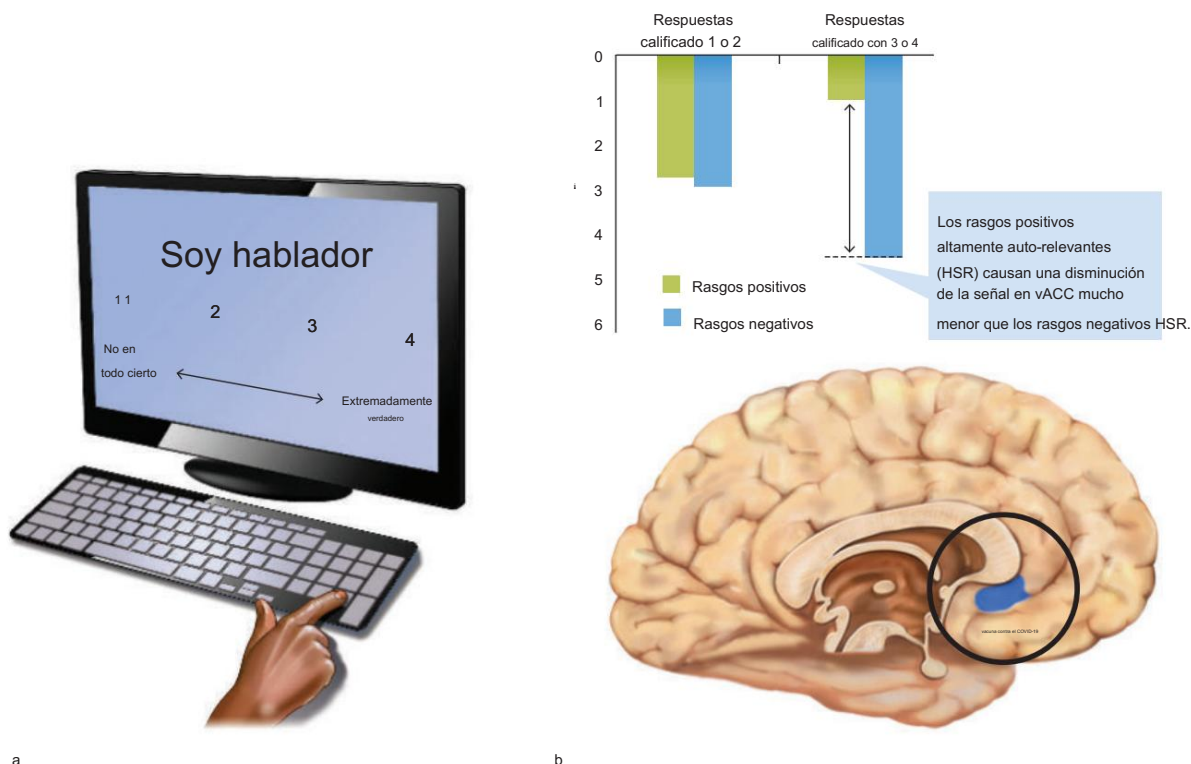 Soy hablador
1 1
2
3
4
No en
todo cierto
Extremadamente
verdadero
a
Respuestas
calificado 1 o 2
Respuestas
calificado con 3 o 4
0
1
2
3
4
5
6
Rasgos positivos
Rasgos negativos
Los rasgos positivos
altamente auto-relevantes
(HSR) causan una disminución
de la señal en vACC mucho
menor que los rasgos negativos HSR.
vacuna contra el COVID-19
b